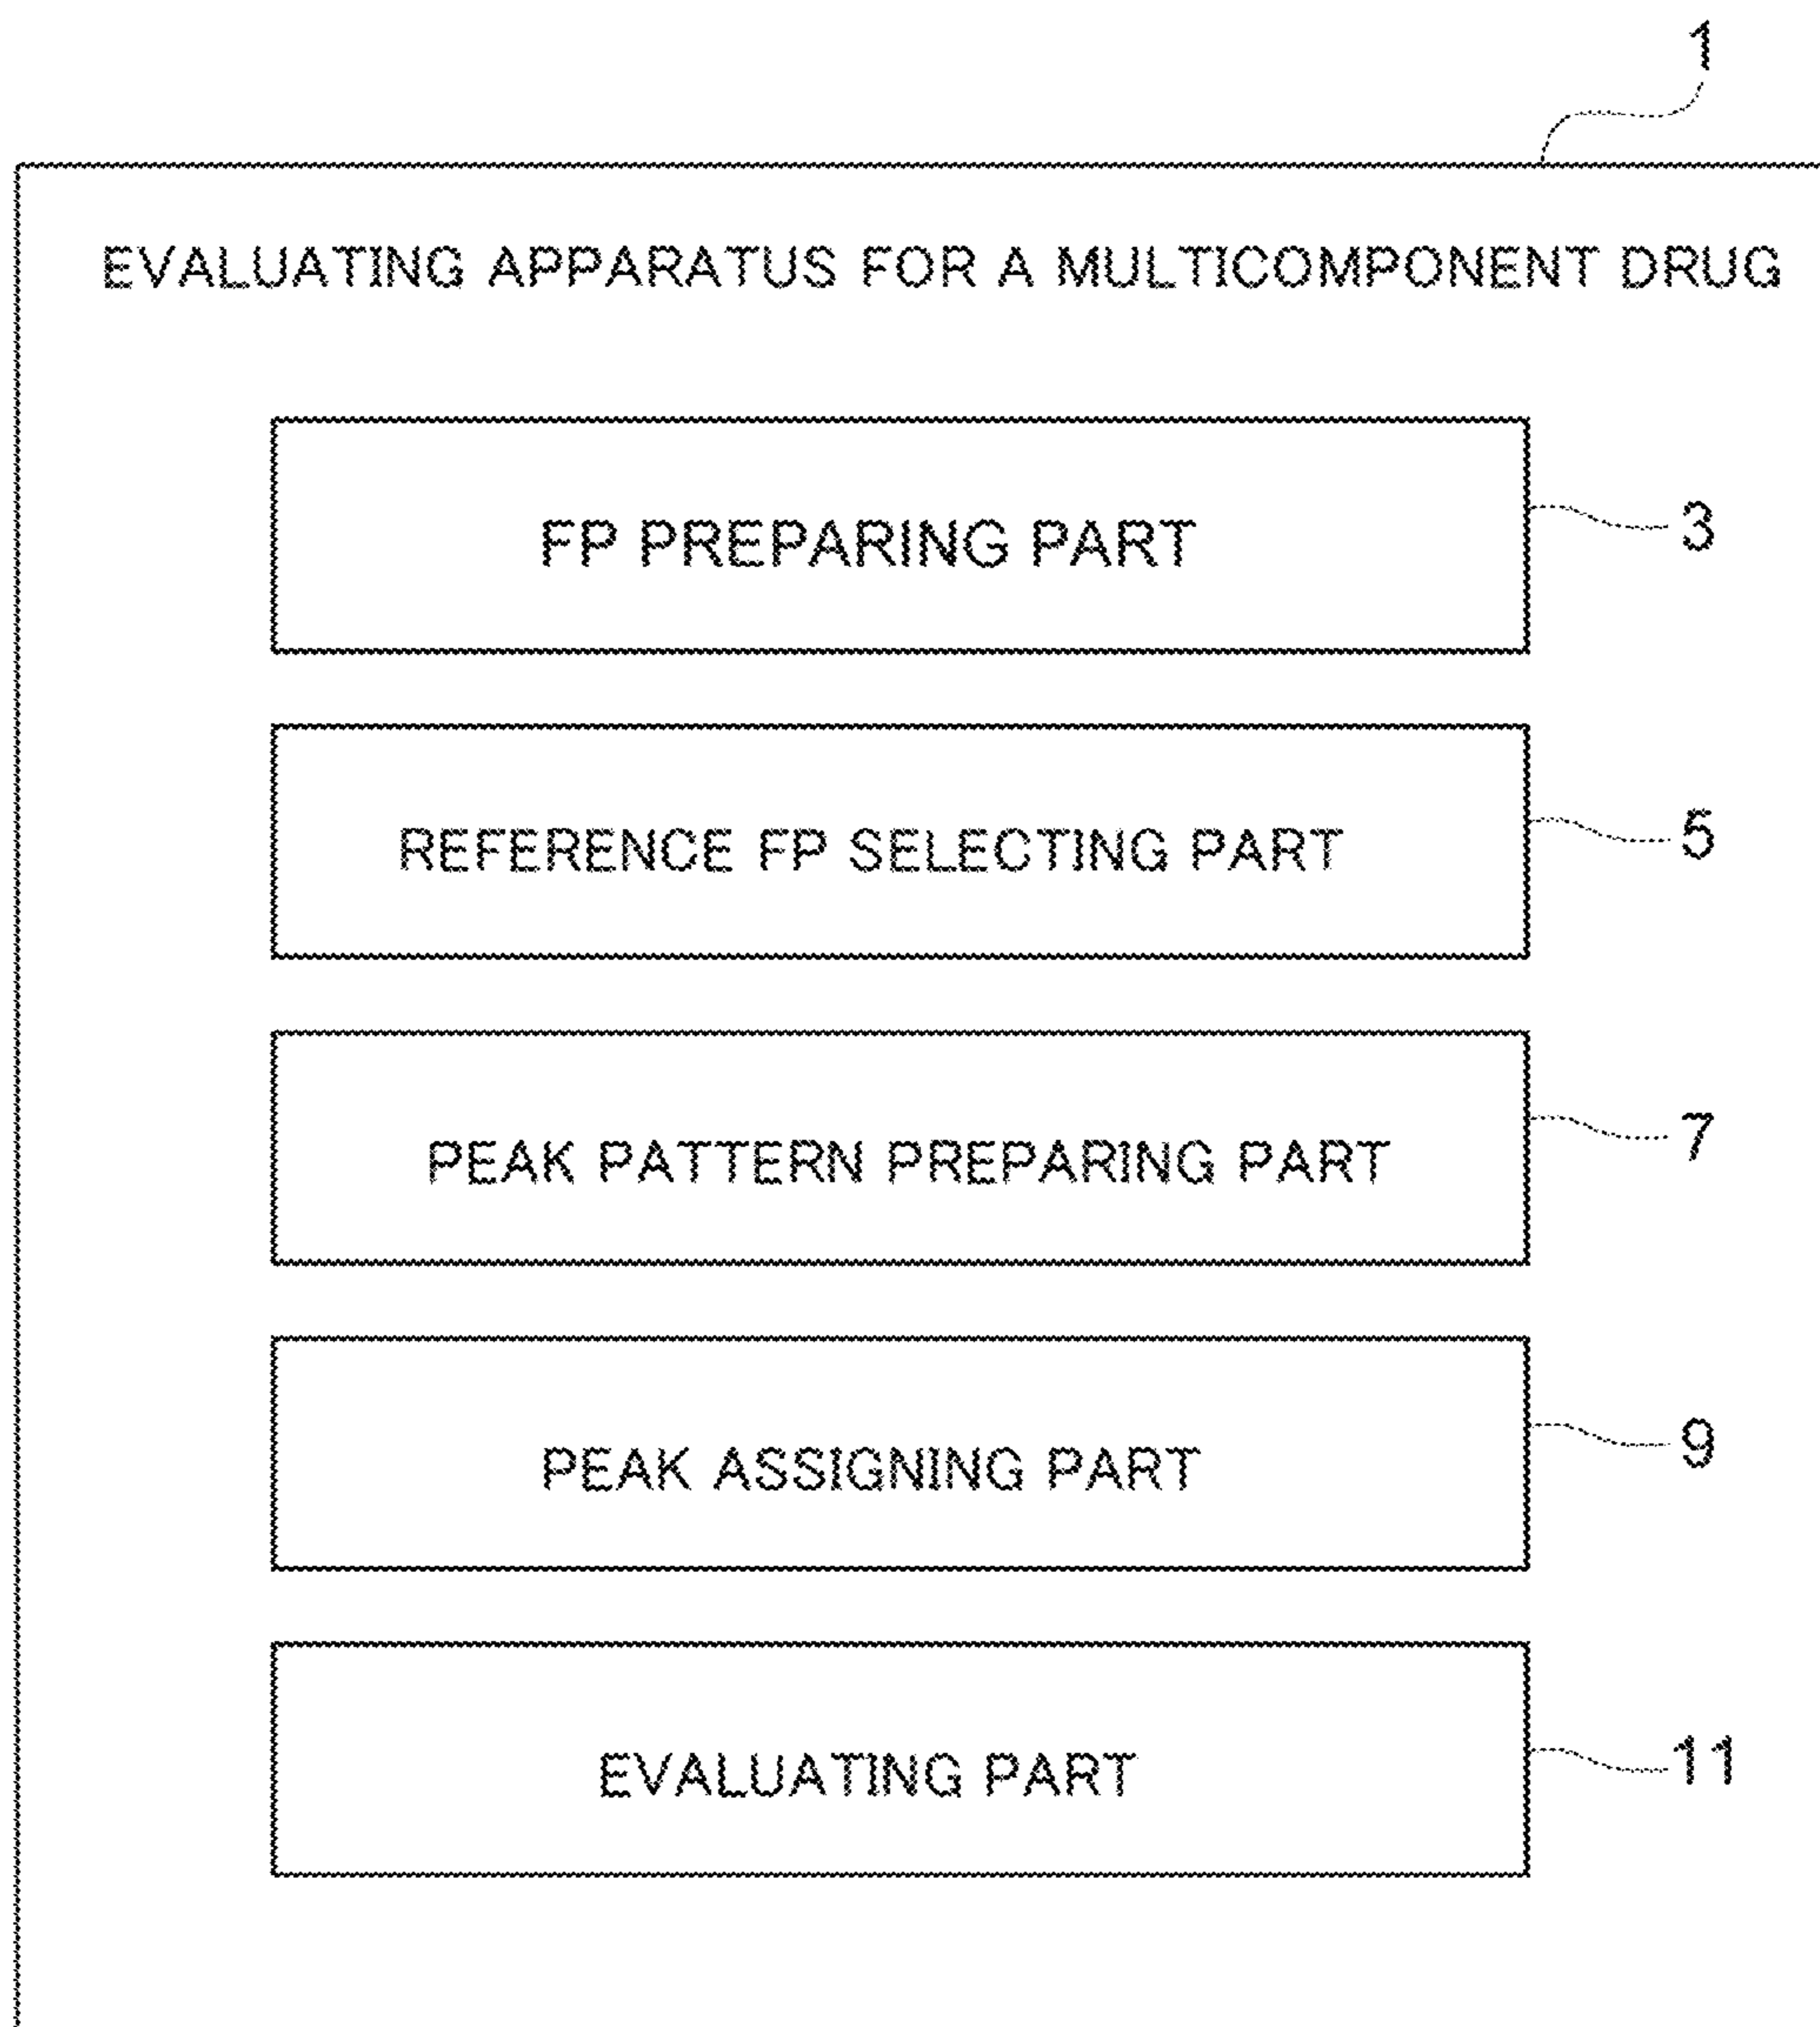 1
EVALUATING APPARATUS FOR A MULTICOMPONENT DRUG
FP PREPARING PART
3
REFERENCE FP SELECTING PART
5
PEAK PATTERN PREPARING PART
7
PEAK ASSIGNING PART
9
EVALUATING PART
11